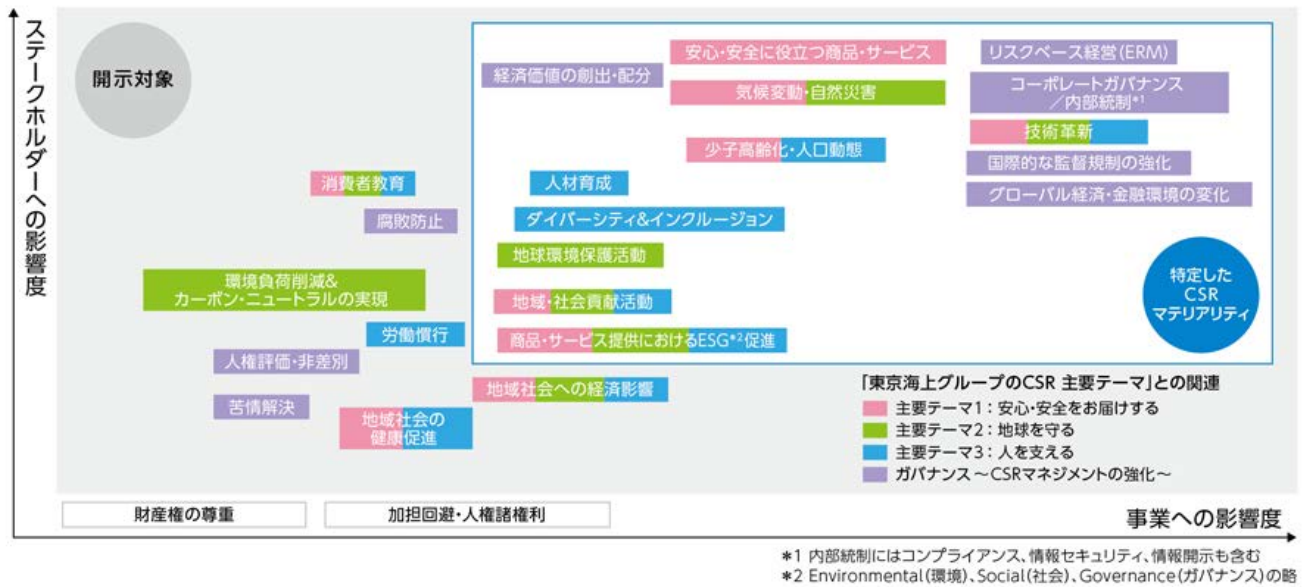 ステークホルダーへの影響度
開示対象
経済価値の創出・配分
安心・安全に役立つ商品・サービス
気候変動・自然災害
リスクベース経営(ERM)
コーポレートガバナンス
/内部統制*1
技術革新
少子高齢化・人口動態
国際的な監督規制の強化
グローバル経済・金融環境の変化
消費者教育
人材育成
腐敗防止
ダイバーシティ&インクルージョン
地球環境保護活動
環境負荷削減&
カーボン・ニュートラルの実現
地域・社会貢献活動
労働慣行
商品・サービス提供におけるESG*2促進
特定した
CSR
マテリアリティ
人権評価・非差別
地域社会への経済影響
苦情解決
地域社会の
健康促進
「東京海上グループのCSR 主要テーマ」との関連
主要テーマ1:安心・安全をお届けする
主要テーマ2:地球を守る
主要テーマ3:人を支える
ガバナンス~CSRマネジメントの強化~
財産権の尊重
加担回避・人権諸権利
事業への影響度
*1 内部統制にはコンプライアンス、情報セキュリティ、情報開示も含む
*2 Environmental(環境)、Social(社会)、Governance(ガバナンス)の略